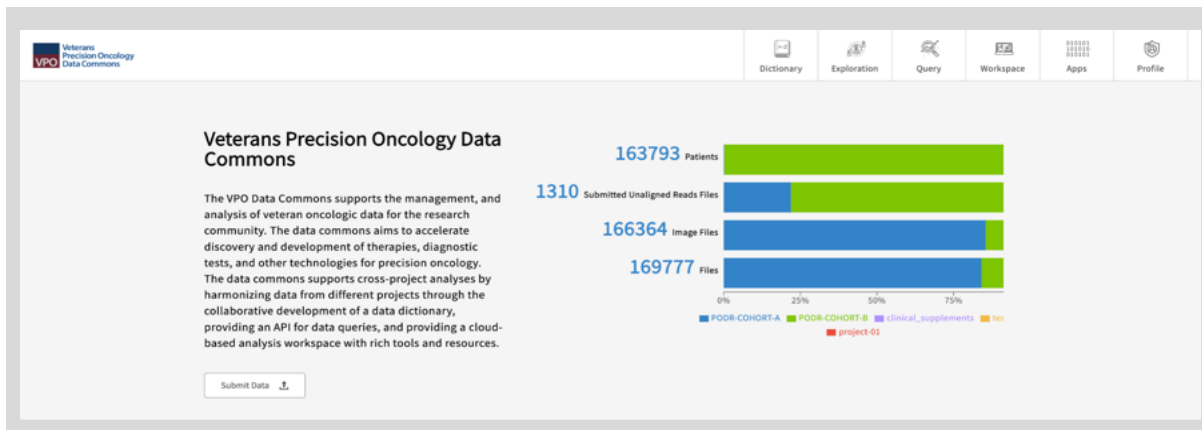 Veterans
Precision Oncology
VPO Data Commons
Dictionary
Exploration
Query
Workspace
010101
101010
010101
Apps
Profile
Veterans Precision Oncology Data
Commons
The VPO Data Commons supports the management, and
analysis of veteran oncologic data for the research
community. The data commons aims to accelerate
discovery and development of therapies, diagnostic
tests, and other technologies for precision oncology.
The data commons supports cross-project analyses by
harmonizing data from different projects through the
collaborative development of a data dictionary,
providing an API for data queries, and providing a cloud-
based analysis workspace with rich tools and resources.
Submit Data
163793 Patients
1310 Submitted Unaligned Reads Files
166364 Image Files
169777 Files
0% 25% 50% 75%
PODR-COHORT-A PODR-COHORT-B clinical_supplements
project-01